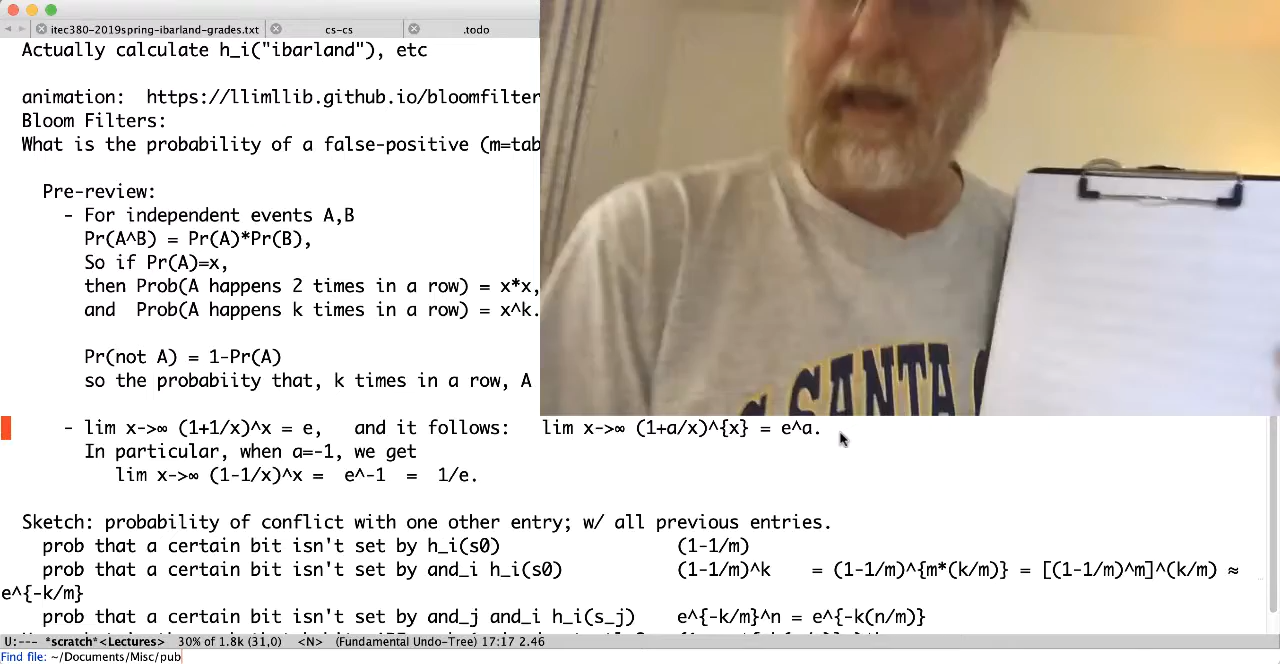 itec380-2019spring-ibarland-grades.txt cs-cs .todo
Actually calculate h_i("ibarland"), etc
animation: https://llimllib.github.io/bloomfilter
Bloom Filters:
What is the probability of a false-positive (m=tab
Pre-review:
- For independent events A,B
Pr(A^B) = Pr(A)*Pr(B),
So if Pr(A)=x,
then Prob(A happens 2 times in a row) = x*x,
and Prob(A happens k times in a row) = x^k.
Pr(not A) = 1-Pr(A)
so the probabiity that, k times in a row, A
SANTA
- lim x->∞ (1+1/x)^x = e, and it follows: lim x->∞ (1+a/x)^{x} = e^a.
In particular, when a=-1, we get
lim x->∞ (1-1/x)^x = e^-1 = 1/e.
Sketch: probability of conflict with one other entry; w/ all previous entries.
prob that a certain bit isn't set by h_i(s0) (1-1/m)
prob that a certain bit isn't set by and_i h_i(s0) (1-1/m)^k = (1-1/m)^{m*(k/m)} = [(1-1/m)^m]^(k/m) ≈
e^{-k/m}
prob that a certain bit isn't set by and_j and_i h_i(s_j) e^{-k/m}^n = e^{-k(n/m)}
U:--- *scratch*<Lectures> 30% of 1.8k (31,0) <N> (Fundamental Undo-Tree) 17:17 2.46
Find file: ~/Documents/Misc/pub